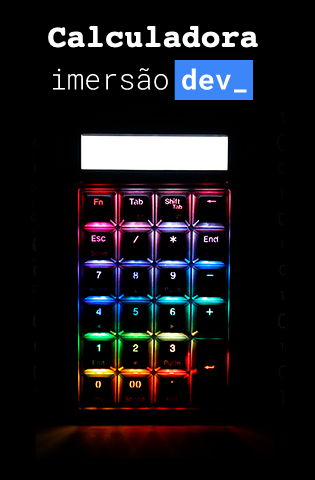 Calculadora
imersão dev_
Fn Tab Shift Tab ←
Esc / * End
7 8 9 -
4 5 6 +
1 2 3
0 00 . ↵